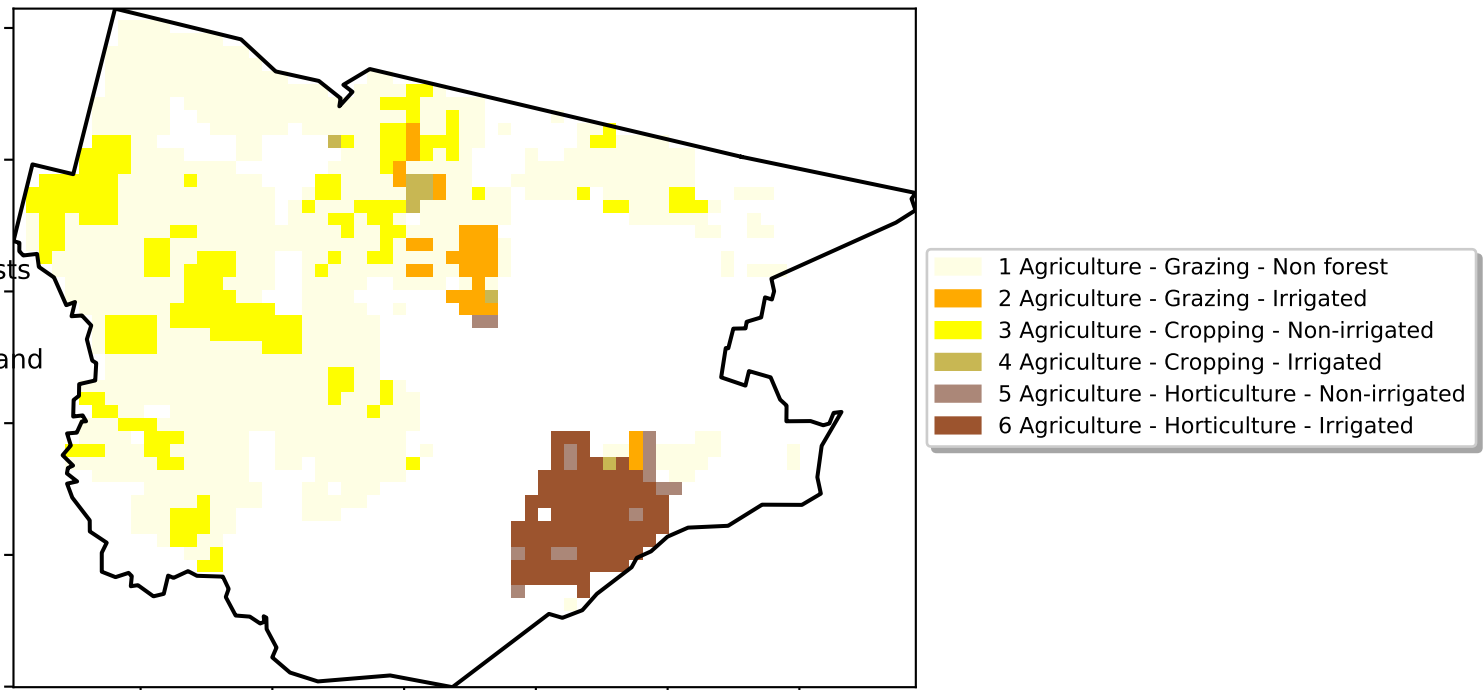 sts
and
1 Agriculture - Grazing - Non forest
2 Agriculture - Grazing - Irrigated
3 Agriculture - Cropping - Non-irrigated
4 Agriculture - Cropping - Irrigated
5 Agriculture - Horticulture - Non-irrigated
6 Agriculture - Horticulture - Irrigated